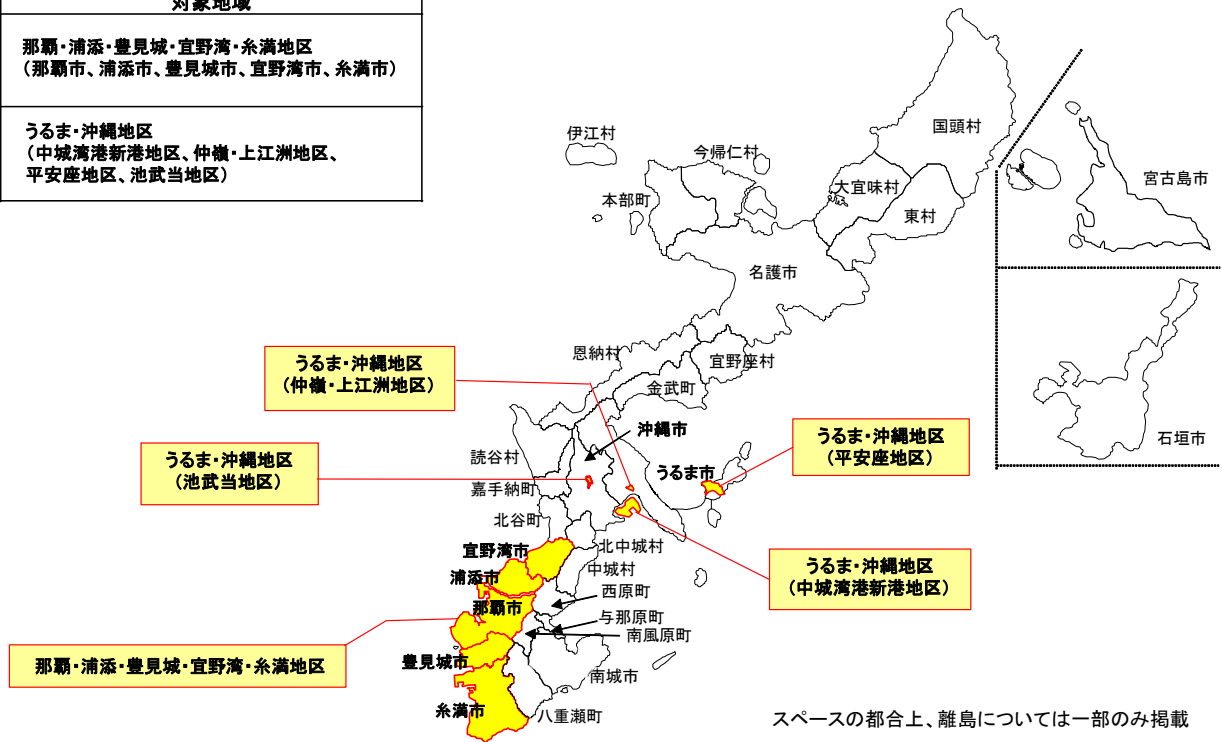 対象地域
那覇・浦添・豊見城・宜野湾・糸満地区
（那覇市、浦添市、豊見城市、宜野湾市、糸満市）
うるま・沖縄地区
（中城湾港新港地区、仲嶺・上江洲地区、
平安座地区、池武当地区）
国頭村
伊江村
今帰仁村
大宜味村
宮古島市
本部町
東村
名護市
恩納村
宜野座村
うるま・沖縄地区
（仲嶺・上江洲地区）
金武町
沖縄市
うるま・沖縄地区
（平安座地区）
石垣市
読谷村
うるま・沖縄地区
（池武当地区）
うるま市
嘉手納町
北谷町
宜野湾市
北中城村
うるま・沖縄地区
（中城湾港新港地区）
浦添市
中城村
西原町
那覇市
与那原町
南風原町
那覇・浦添・豊見城・宜野湾・糸満地区
豊見城市
南城市
糸満市
八重瀬町
スペースの都合上、離島については一部のみ掲載